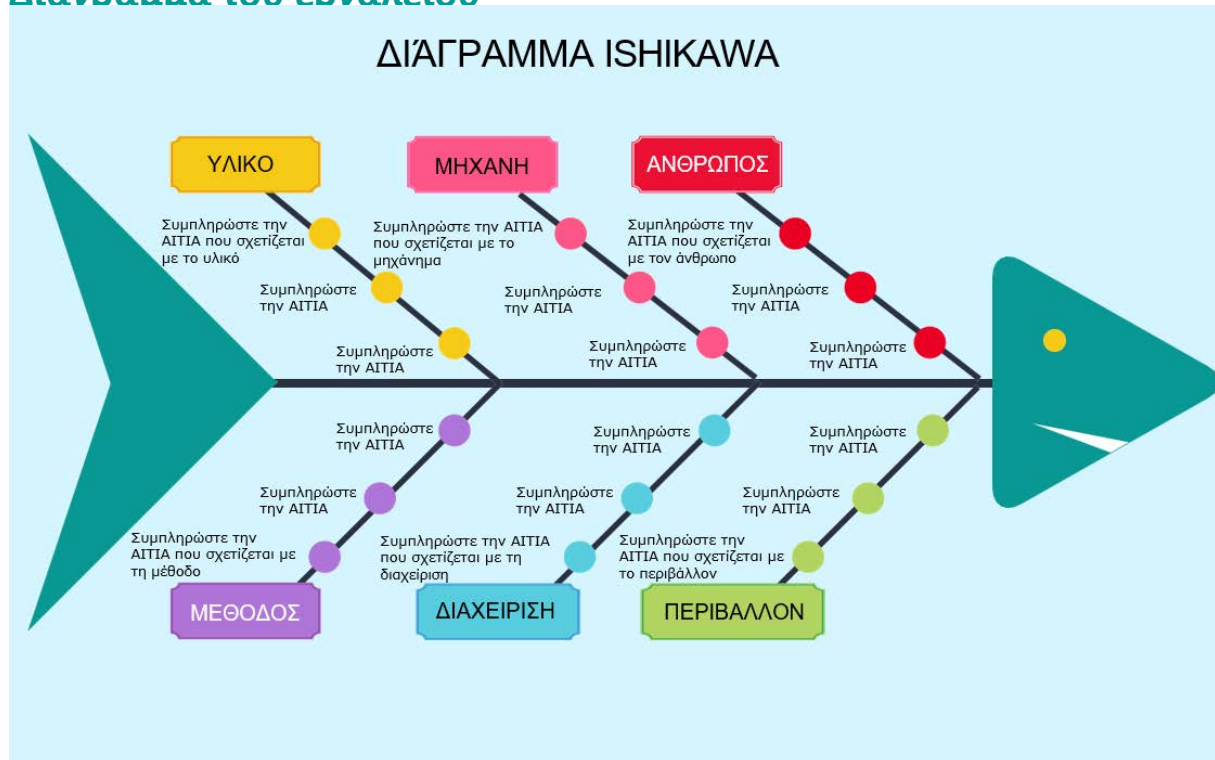 Διάγραμμα του εργαλείου
ΔΙΆΓΡΑΜΜΑ ISHIKAWA
ΥΛΙΚΟ
ΜΗΧΑΝΗ
ΑΝΘΡΩΠΟΣ
Συμπληρώστε την
ΑΙΤΙΑ που σχετίζεται
με το υλικό
Συμπληρώστε την ΑΙΤΙΑ
που σχετίζεται με το
μηχάνημα
Συμπληρώστε την
ΑΙΤΙΑ που σχετίζεται
με τον άνθρωπο
Συμπληρώστε
την ΑΙΤΙΑ
Συμπληρώστε
την ΑΙΤΙΑ
Συμπληρώστε
την ΑΙΤΙΑ
Συμπληρώστε
την ΑΙΤΙΑ
Συμπληρώστε
την ΑΙΤΙΑ
Συμπληρώστε
την ΑΙΤΙΑ
Συμπληρώστε
την ΑΙΤΙΑ
Συμπληρώστε
την ΑΙΤΙΑ
Συμπληρώστε
την ΑΙΤΙΑ
Συμπληρώστε
την ΑΙΤΙΑ
Συμπληρώστε
την ΑΙΤΙΑ
Συμπληρώστε
την ΑΙΤΙΑ
Συμπληρώστε την
ΑΙΤΙΑ που σχετίζεται με
τη μέθοδο
Συμπληρώστε την ΑΙΤΙΑ
που σχετίζεται με τη
διαχείριση
Συμπληρώστε την
ΑΙΤΙΑ που σχετίζεται με
το περιβάλλον
ΜΕΘΟΔΟΣ
ΔΙΑΧΕΙΡΙΣΗ
ΠΕΡΙΒΑΛΛΟΝ